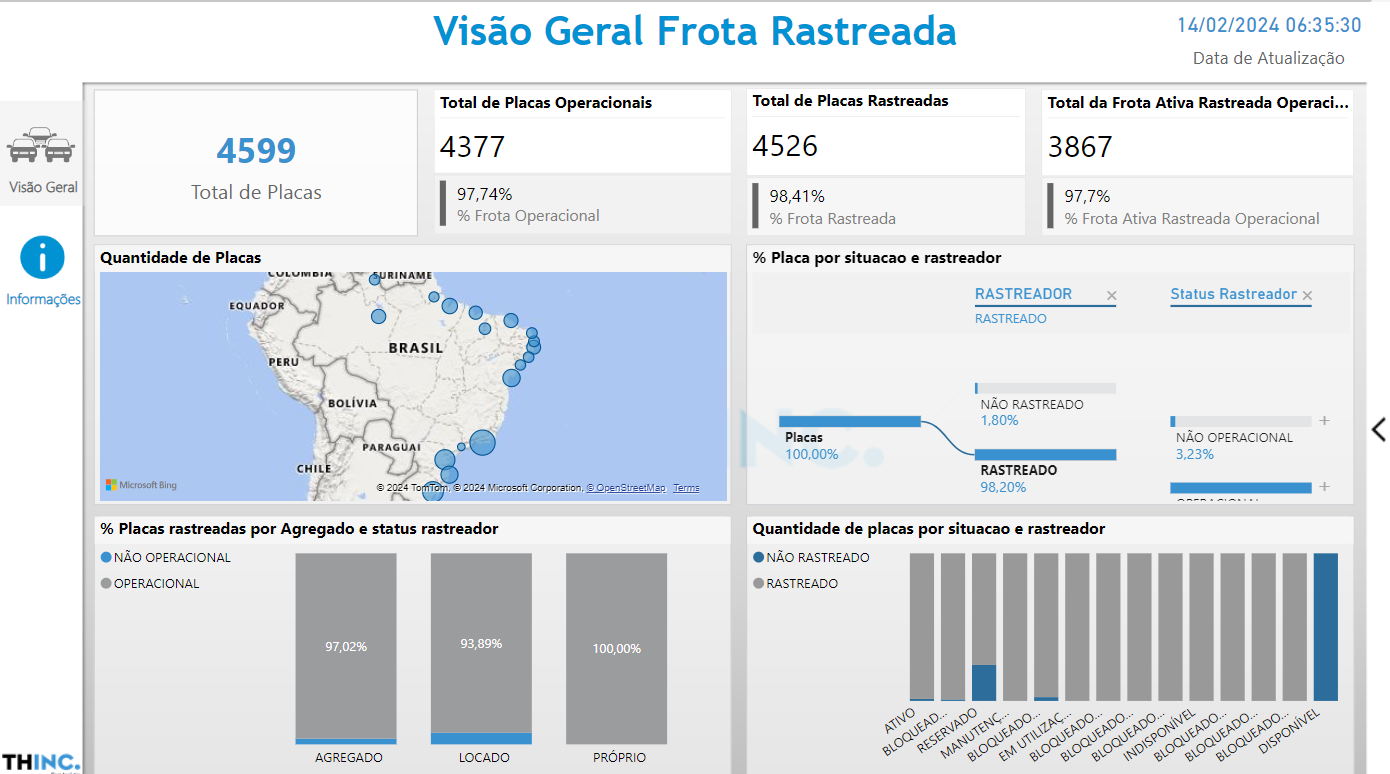 Visão Geral Frota Rastreada
14/02/2024 06:35:30
Data de Atualização
Visão Geral
Informações
4599
Total de Placas
Total de Placas Operacionais
4377
97,74%
% Frota Operacional
Total de Placas Rastreadas
4526
98,41%
% Frota Rastreada
Total da Frota Ativa Rastreada Operaci...
3867
97,7%
% Frota Ativa Rastreada Operacional
Quantidade de Placas
COLOMBIA
SURINAME
EQUADOR
BRASIL
PERU
BOLÍVIA
PARAGUAI
CHILE
Microsoft Bing
© 2024 TomTom, © 2024 Microsoft Corporation, © OpenStreetMap Terms
% Placa por situacao e rastreador
RASTREADOR
RASTREADO
Status Rastreador
NÃO RASTREADO
1,80%
Placas
100,00%
RASTREADO
98,20%
NÃO OPERACIONAL
3,23%
OPERACIONAL
NC.
% Placas rastreadas por Agregado e status rastreador
NÃO OPERACIONAL
OPERACIONAL
97,02%
93,89%
100,00%
AGREGADO
LOCADO
PRÓPRIO
Quantidade de placas por situacao e rastreador
NÃO RASTREADO
RASTREADO
ATIVO
BLOQUEAD...
RESERVADO
MANUTENÇ...
BLOQUEADO...
EM UTILIZAÇ...
BLOQUEADO...
BLOQUEADO...
BLOQUEADO...
INDISPONÍVEL
BLOQUEADO...
BLOQUEADO...
BLOQUEADO...
DISPONÍVEL
THINC.